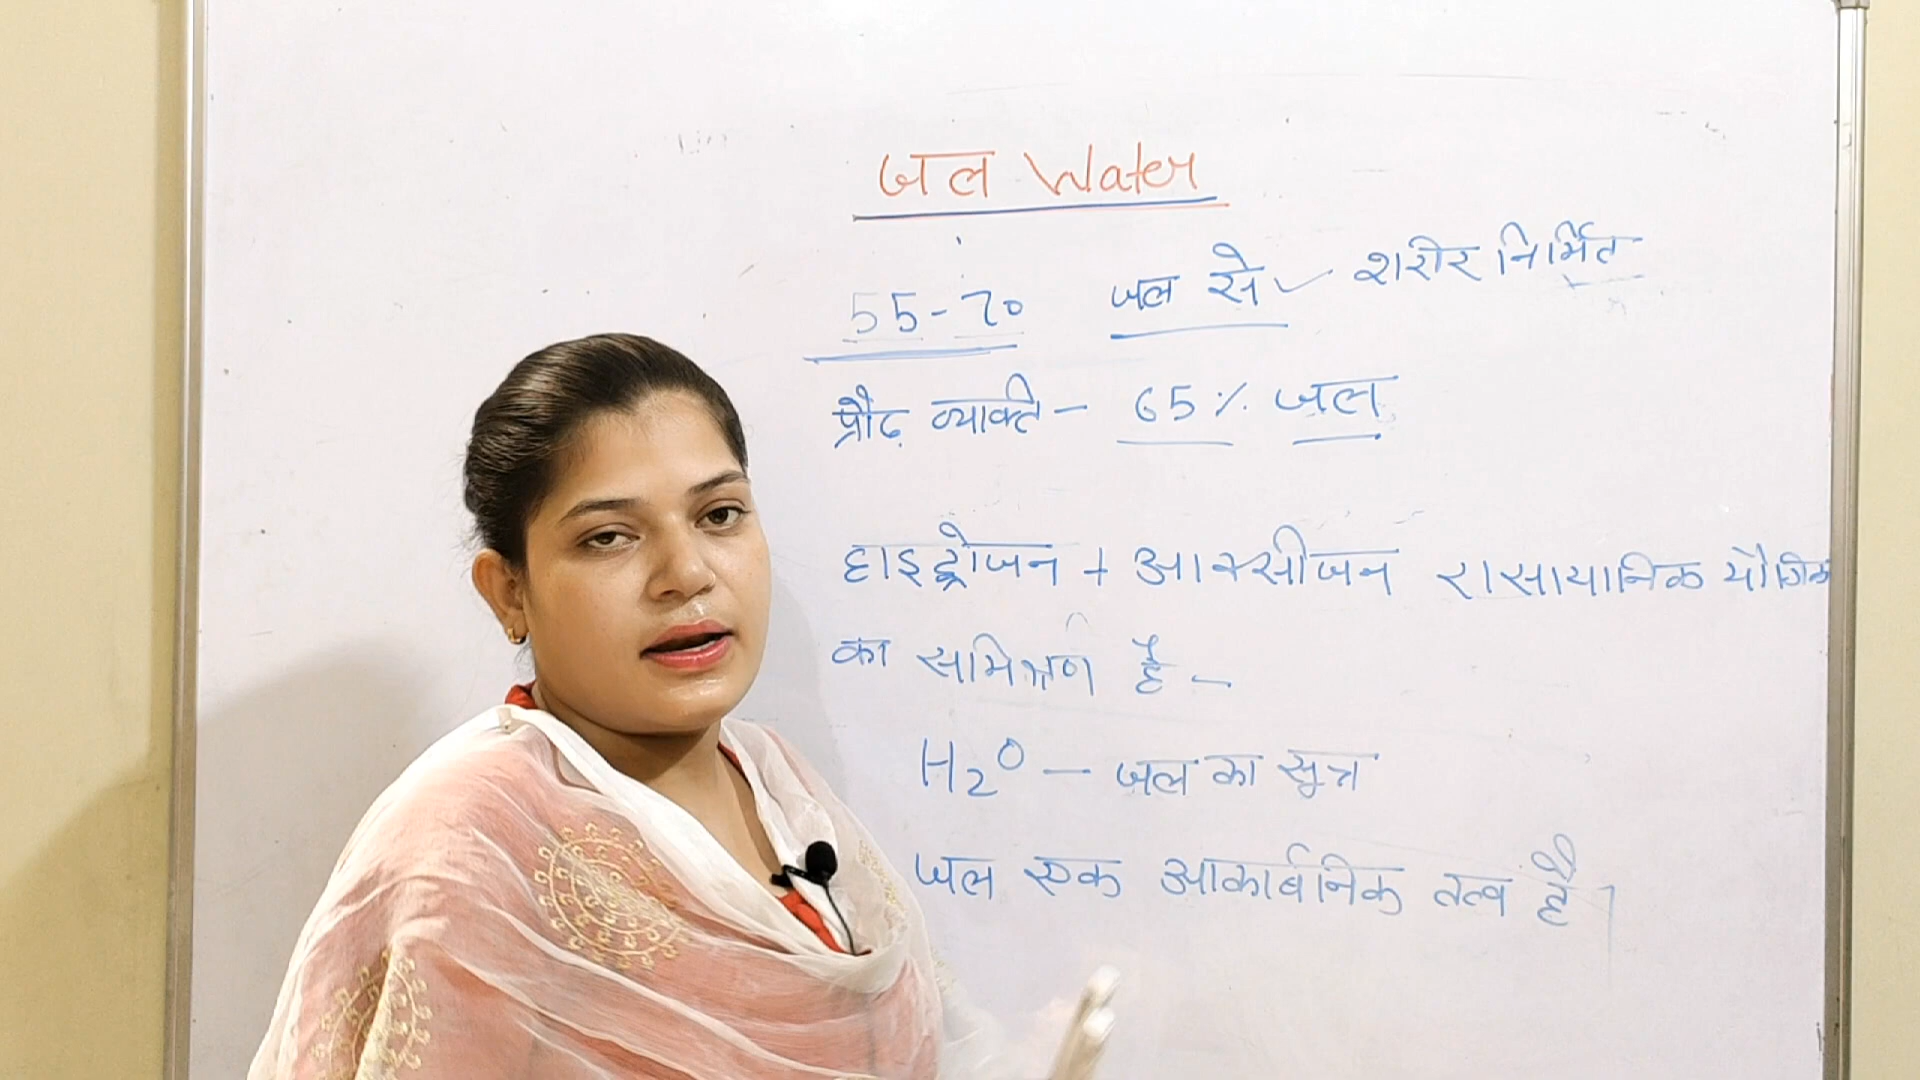 जल Water
55-70 जल से शरीर निर्मित
प्रौढ़ व्यक्ति - 65% जल
हाइड्रोजन + आक्सीजन रासायानिक यौगिक
का समिश्रण है -
H₂O - जल का सुत्र
जल एक आकार्बनिक तत्व है।